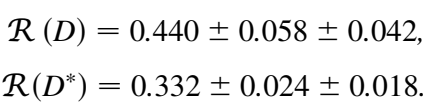 ℛ(D) = 0.440 ± 0.058 ± 0.042,
ℛ(D*) = 0.332 ± 0.024 ± 0.018.